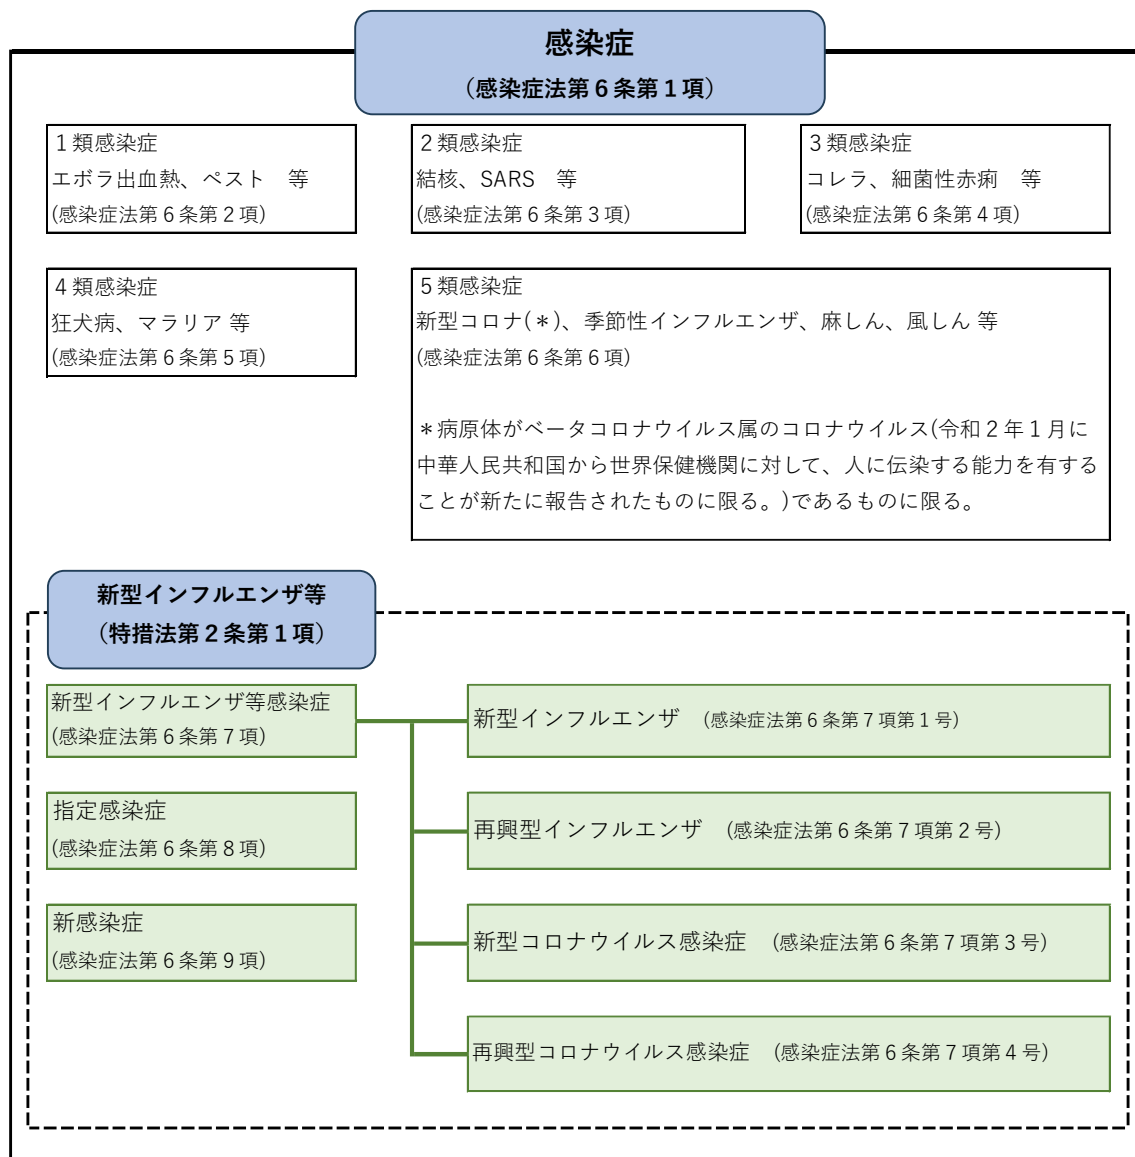 感染症
（感染症法第６条第１項）
１類感染症
エボラ出血熱、ペスト　等
(感染症法第６条第２項)
２類感染症
結核、SARS　等
(感染症法第６条第３項)
３類感染症
コレラ、細菌性赤痢　等
(感染症法第６条第４項)
４類感染症
狂犬病、マラリア 等
(感染症法第６条第５項)
５類感染症
新型コロナ(＊)、季節性インフルエンザ、麻しん、風しん 等
(感染症法第６条第６項)
＊病原体がベータコロナウイルス属のコロナウイルス(令和２年１月に
中華人民共和国から世界保健機関に対して、人に伝染する能力を有する
ことが新たに報告されたものに限る。)であるものに限る。
新型インフルエンザ等
（特措法第２条第１項）
新型インフルエンザ等感染症
(感染症法第６条第７項)
指定感染症
(感染症法第６条第８項)
新感染症
(感染症法第６条第９項)
新型インフルエンザ　(感染症法第６条第７項第１号)
再興型インフルエンザ　(感染症法第６条第７項第２号)
新型コロナウイルス感染症　(感染症法第６条第７項第３号)
再興型コロナウイルス感染症　(感染症法第６条第７項第４号)